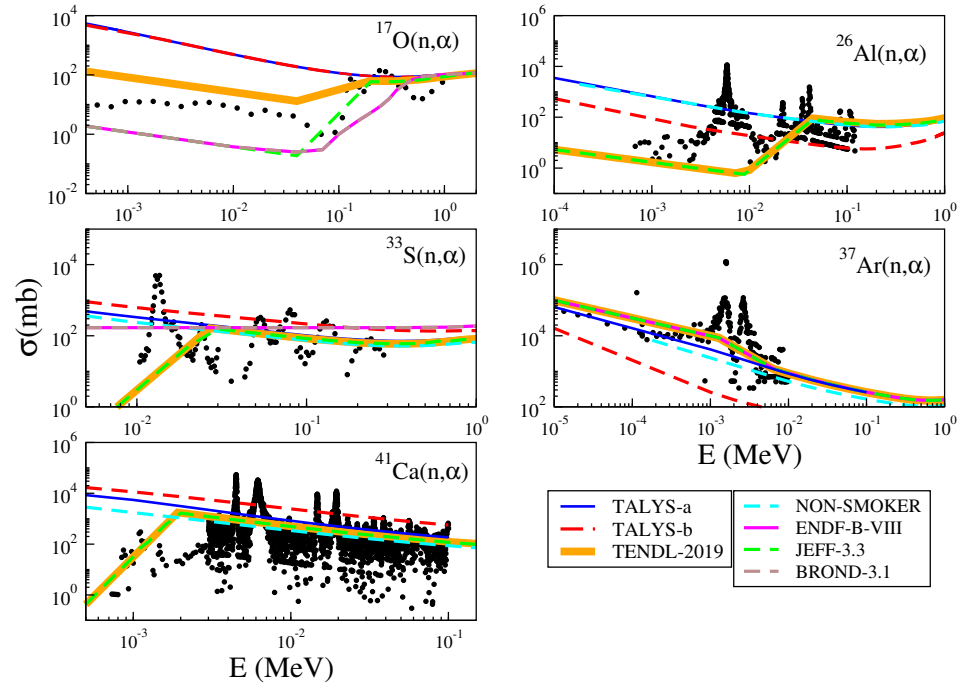 10^4
10^2
10^0
10^-2
^17O(n,α)
10^-3
10^-2
10^-1
10^0
10^6
10^4
10^2
10^0
^26Al(n,α)
10^-4
10^-3
10^-2
10^-1
10^0
σ(mb)
10^4
10^2
10^0
^33S(n,α)
10^-2
10^-1
10^0
10^6
10^4
10^2
^37Ar(n,α)
10^-5
10^-4
10^-3
10^-2
10^-1
10^0
E (MeV)
10^6
10^4
10^2
10^0
^41Ca(n,α)
10^-3
10^-2
10^-1
E (MeV)
TALYS-a
TALYS-b
TENDL-2019
NON-SMOKER
ENDF-B-VIII
JEFF-3.3
BROND-3.1